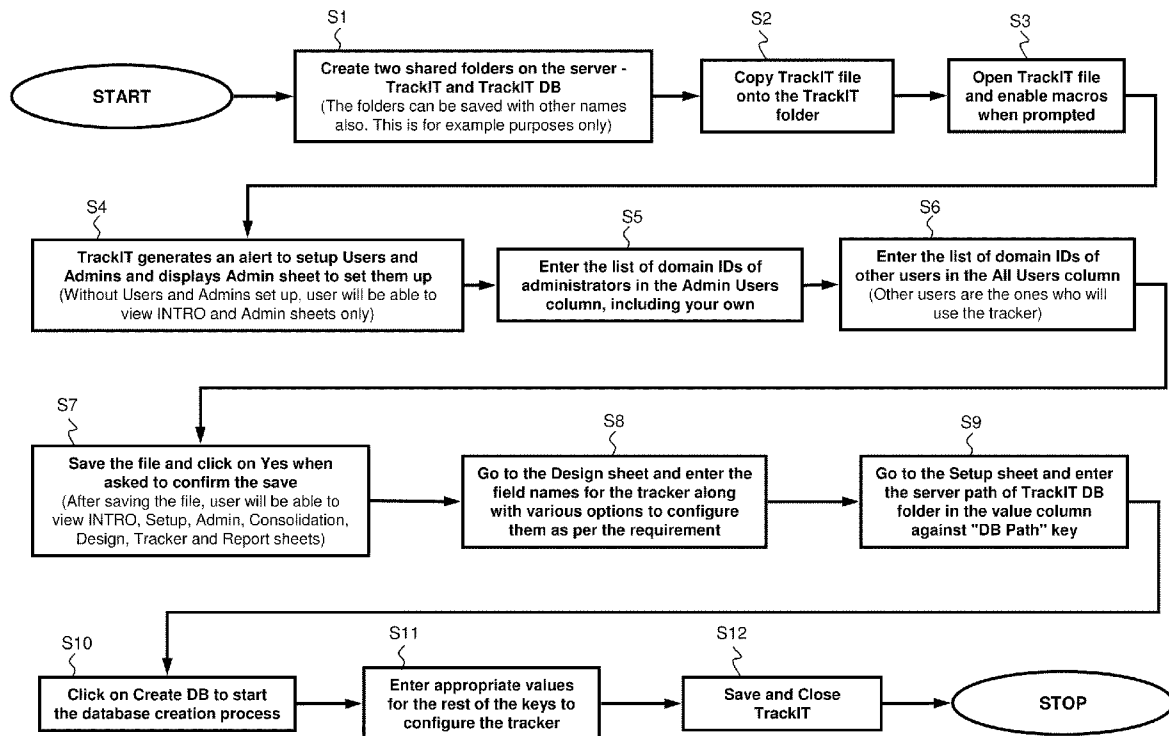 S1
S2
S3
START
Create two shared folders on the server -
TrackIT and TrackIT DB
(The folders can be saved with other names
also. This is for example purposes only)
Copy TrackIT file
onto the TrackIT
folder
Open TrackIT file
and enable macros
when prompted
S4
S5
S6
TrackIT generates an alert to setup Users and
Admins and displays Admin sheet to set them up
(Without Users and Admins set up, user will be able to
view INTRO and Admin sheets only)
Enter the list of domain IDs of
administrators in the Admin Users
column, including your own
Enter the list of domain IDs of
other users in the All Users column
(Other users are the ones who will
use the tracker)
S7
S8
S9
Save the file and click on Yes when
asked to confirm the save
(After saving the file, user will be able to
view INTRO, Setup, Admin, Consolidation,
Design, Tracker and Report sheets)
Go to the Design sheet and enter the
field names for the tracker along
with various options to configure
them as per the requirement
Go to the Setup sheet and enter
the server path of TrackIT DB
folder in the value column
against "DB Path" key
S10
S11
S12
Click on Create DB to start
the database creation process
Enter appropriate values
for the rest of the keys to
configure the tracker
Save and Close
TrackIT
STOP